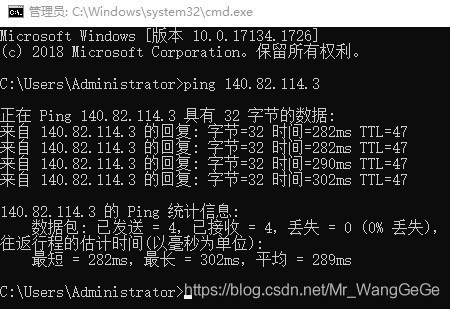 管理员: C:\Windows\system32\cmd.exe
Microsoft Windows [版本 10.0.17134.1726]
(c) 2018 Microsoft Corporation。保留所有权利。
C:\Users\Administrator>ping 140.82.114.3
正在 Ping 140.82.114.3 具有 32 字节的数据:
来自 140.82.114.3 的回复: 字节=32 时间=282ms TTL=47
来自 140.82.114.3 的回复: 字节=32 时间=282ms TTL=47
来自 140.82.114.3 的回复: 字节=32 时间=290ms TTL=47
来自 140.82.114.3 的回复: 字节=32 时间=302ms TTL=47
140.82.114.3 的 Ping 统计信息:
数据包: 已发送 = 4，已接收 = 4，丢失 = 0 (0% 丢失)，
往返行程的估计时间(以毫秒为单位):
最短 = 282ms，最长 = 302ms，平均 = 289ms
C:\Users\Administrator>
https://blog.csdn.net/Mr_WangGeGe